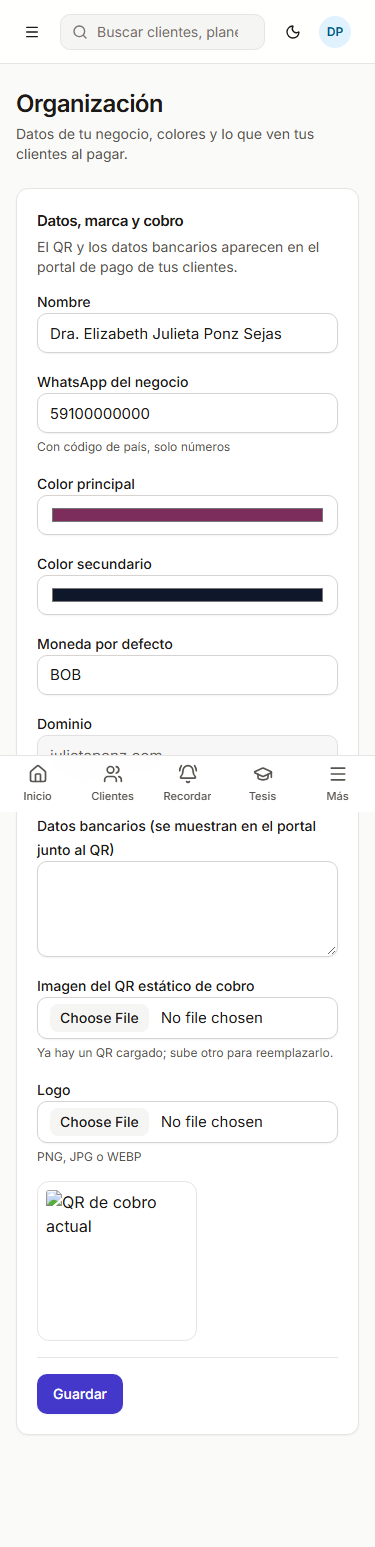 Buscar clientes, plane
DP
Organización
Datos de tu negocio, colores y lo que ven tus
clientes al pagar.
Datos, marca y cobro
El QR y los datos bancarios aparecen en el
portal de pago de tus clientes.
Nombre
Dra. Elizabeth Julieta Ponz Sejas
WhatsApp del negocio
59100000000
Con código de país, solo números
Color principal
Color secundario
Moneda por defecto
BOB
Dominio
Inicio
Clientes
Recordar
Tesis
Más
Datos bancarios (se muestran en el portal
junto al QR)
Imagen del QR estático de cobro
Choose File No file chosen
Ya hay un QR cargado; sube otro para reemplazarlo.
Logo
Choose File No file chosen
PNG, JPG o WEBP
QR de cobro
actual
Guardar